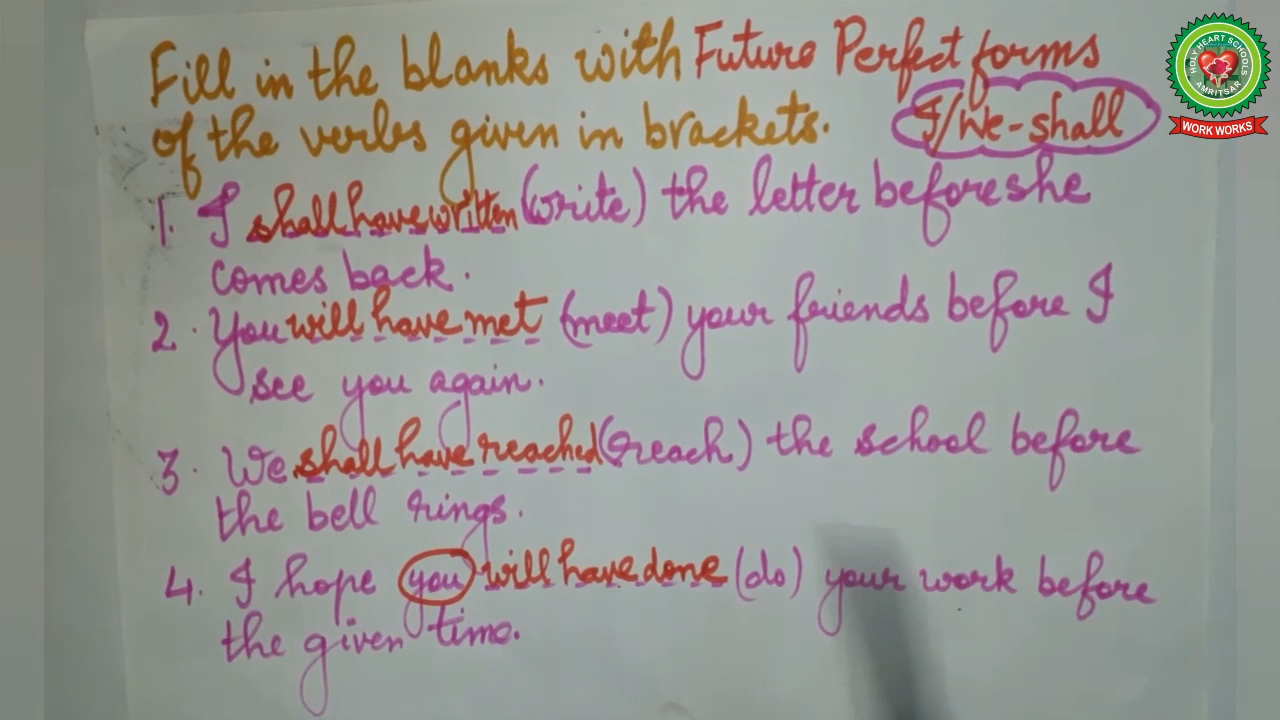 Fill in the blanks with Future Perfect forms
of the verbs given in brackets.
I/We-shall
1. I shall have written (write) the letter before she
comes back.
2. You will have met (meet) your friends before I
see you again.
3. We shall have reached (reach) the school before
the bell rings.
4. I hope you will have done (do) your work before
the given time.
HOLY HEART SCHOOLS
AMRITSAR
WORK WORKS